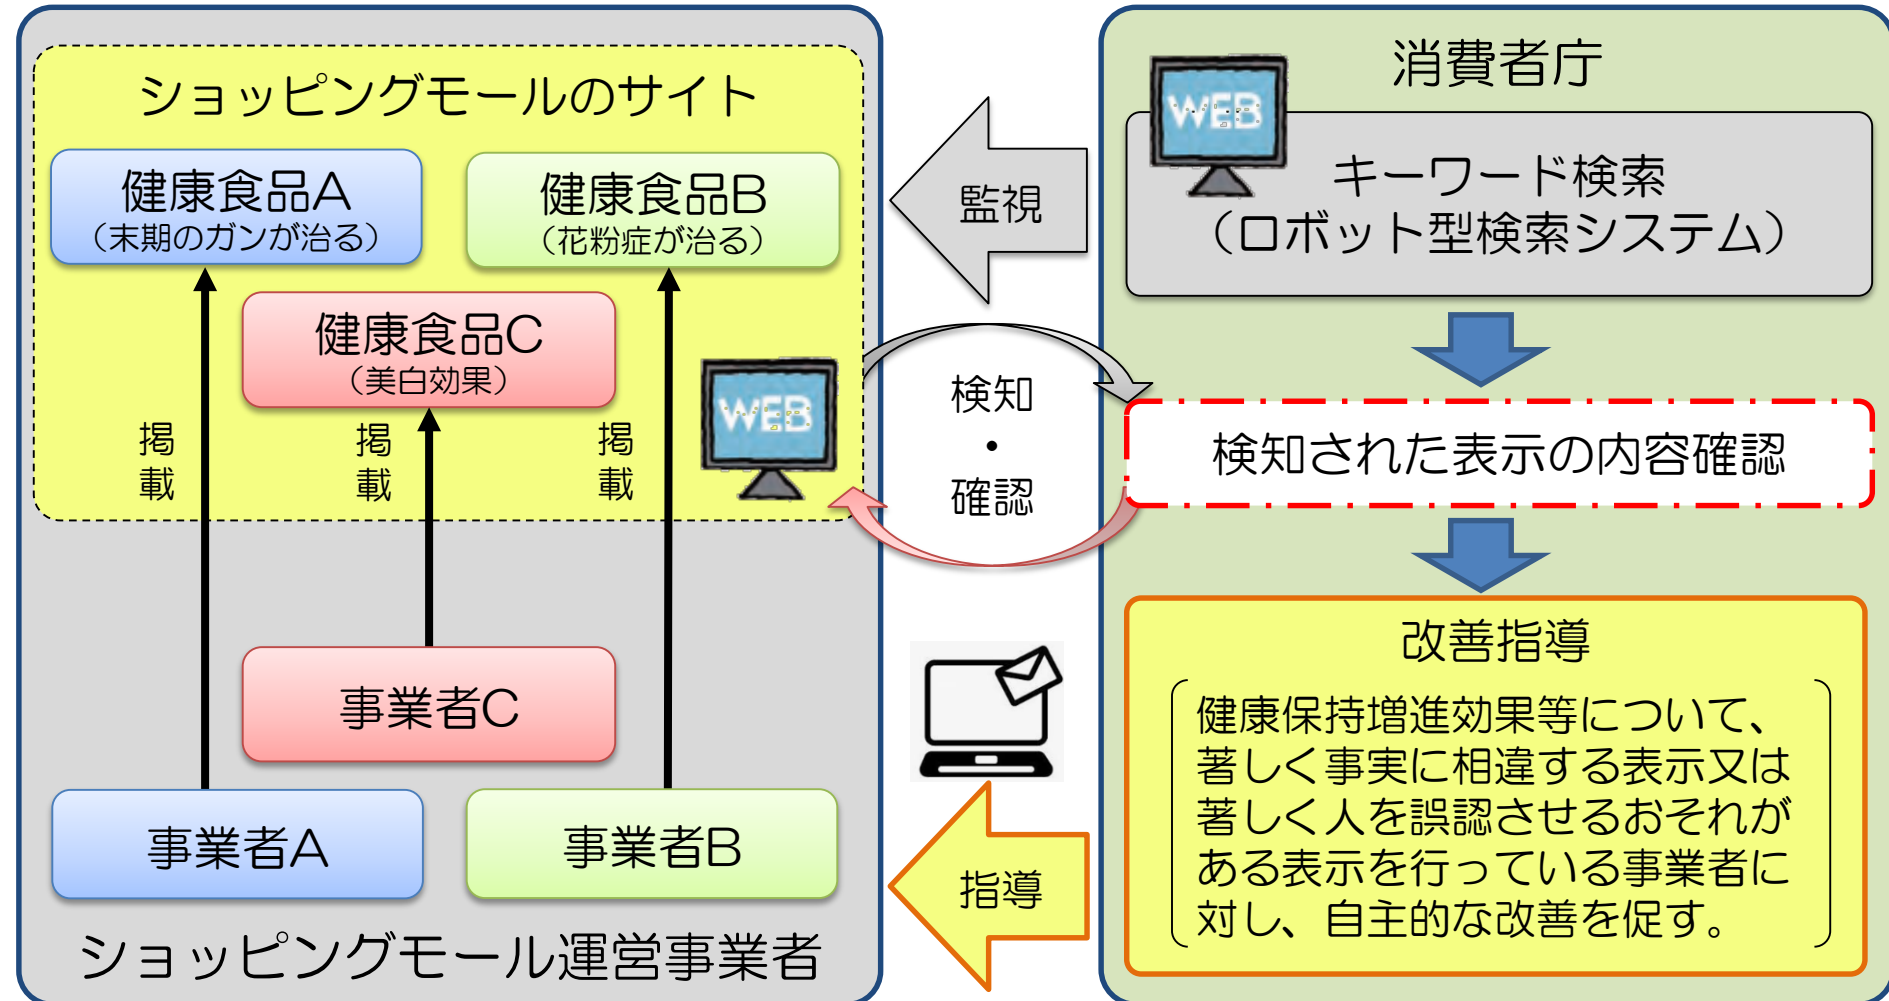 ショッピングモールのサイト
健康食品A
（末期のガンが治る）
健康食品B
（花粉症が治る）
健康食品C
（美白効果）
掲載
掲載
掲載
WEB
事業者C
事業者A
事業者B
ショッピングモール運営事業者
監視
検知
・
確認
指導
消費者庁
WEB
キーワード検索
（ロボット型検索システム）
検知された表示の内容確認
改善指導
健康保持増進効果等について、
著しく事実に相違する表示又は
著しく人を誤認させるおそれが
ある表示を行っている事業者に
対し、自主的な改善を促す。